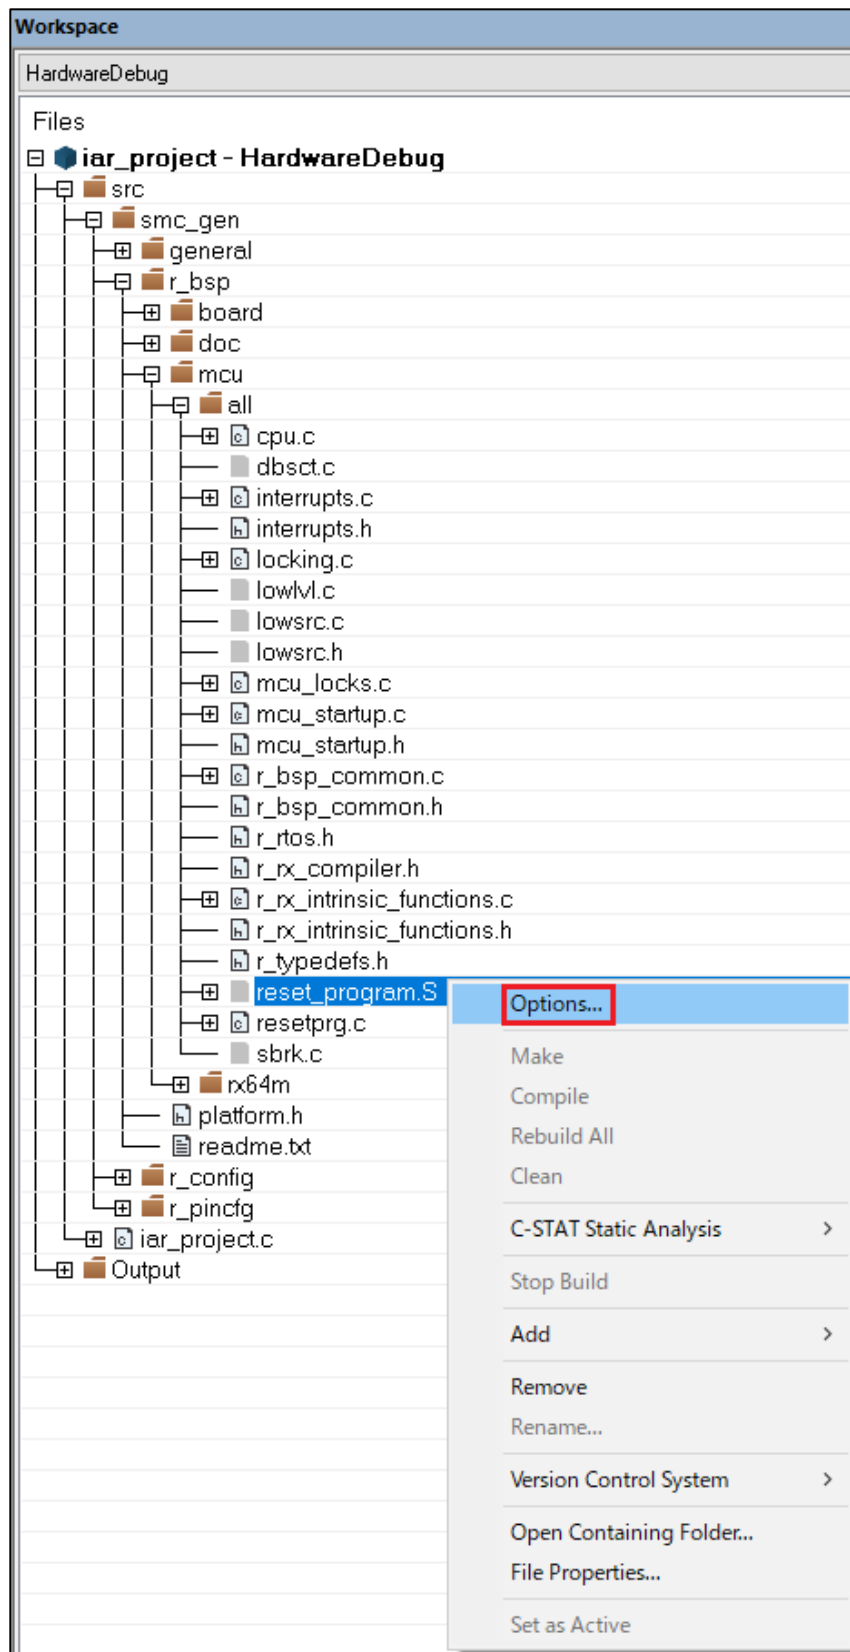 Workspace
HardwareDebug
Files
iar_project - HardwareDebug
src
smc_gen
general
r_bsp
board
doc
mcu
all
cpu.c
dbsct.c
interrupts.c
interrupts.h
locking.c
lowlvl.c
lowsrc.c
lowsrc.h
mcu_locks.c
mcu_startup.c
mcu_startup.h
r_bsp_common.c
r_bsp_common.h
r_rtos.h
r_rx_compiler.h
r_rx_intrinsic_functions.c
r_rx_intrinsic_functions.h
r_typedefs.h
reset_program.S
resetprg.c
sbrk.c
rx64m
platform.h
readme.txt
r_config
r_pincfg
iar_project.c
Output
Options...
Make
Compile
Rebuild All
Clean
C-STAT Static Analysis
Stop Build
Add
Remove
Rename...
Version Control System
Open Containing Folder...
File Properties...
Set as Active